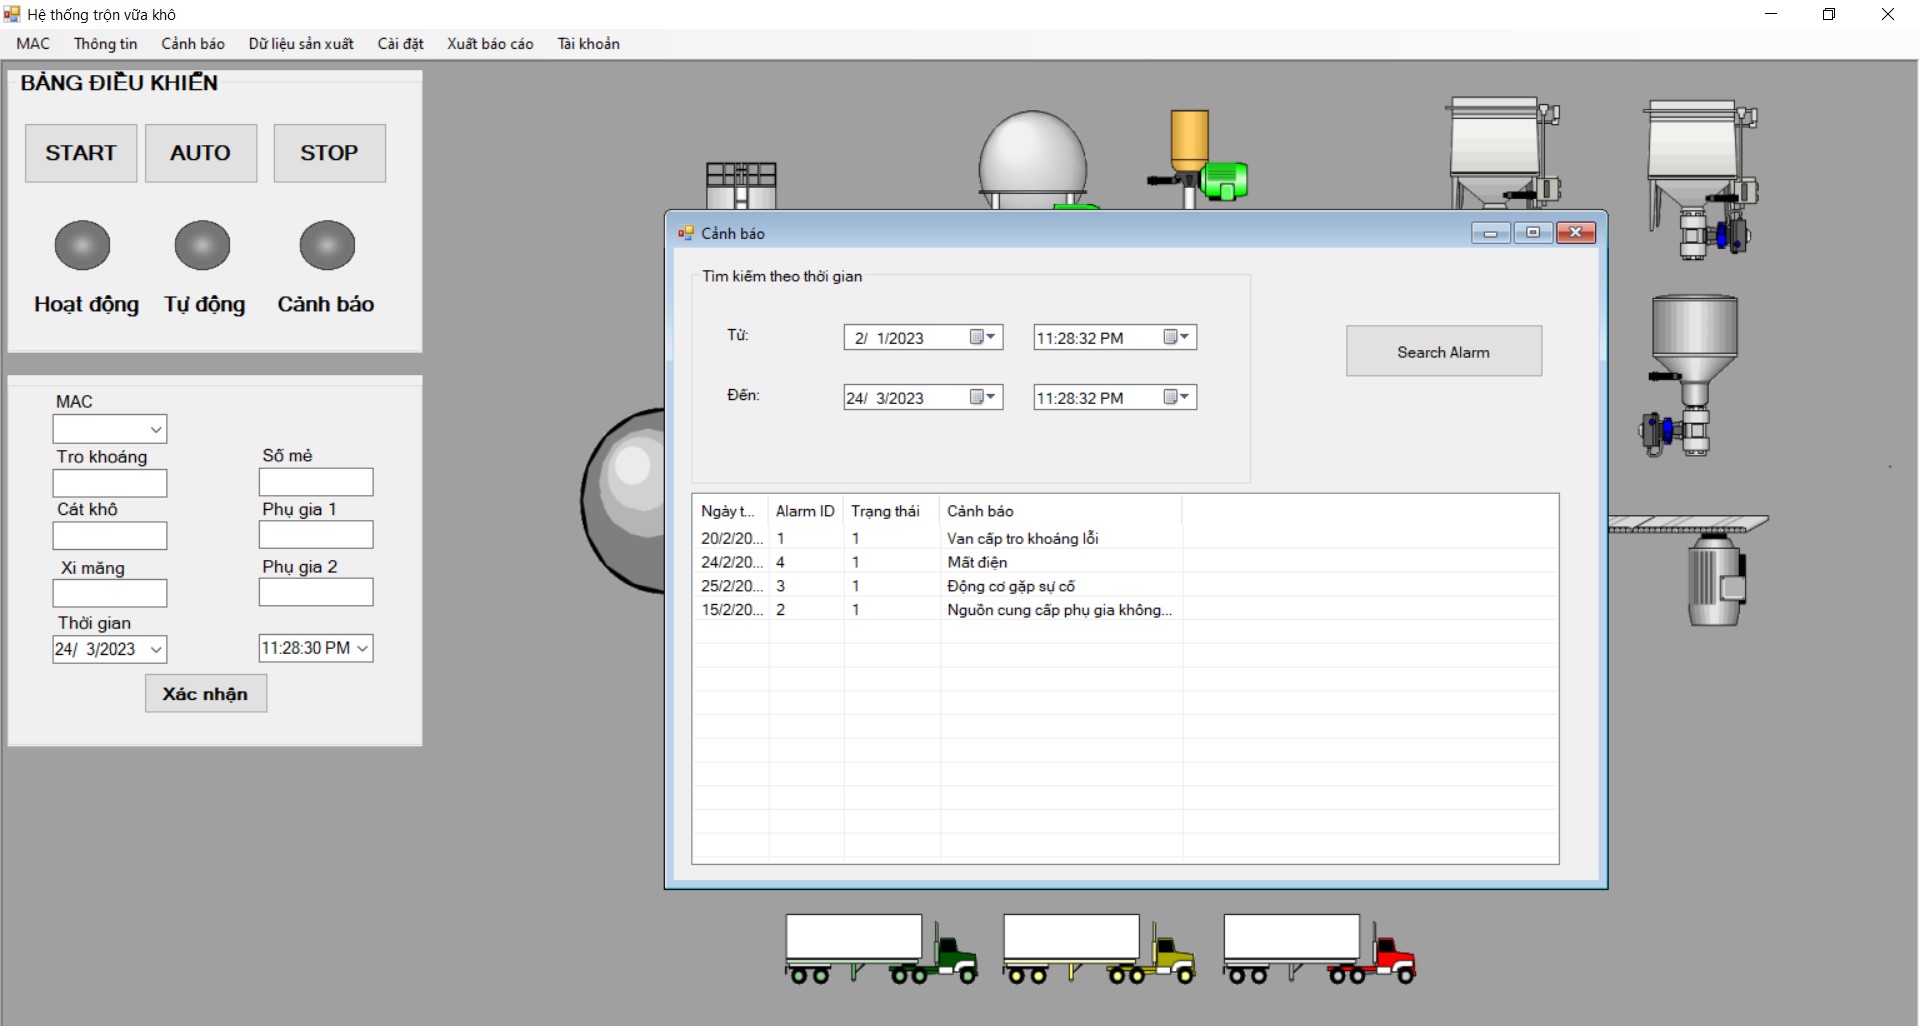 Hệ thống trộn vữa khô
MAC Thông tin Cảnh báo Dữ liệu sản xuất Cài đặt Xuất báo cáo Tài khoản
BẢNG ĐIỀU KHIỂN
START AUTO STOP
Hoạt động Tự động Cảnh báo
MAC
Tro khoáng Số mẻ
Cát khô Phụ gia 1
Xi măng Phụ gia 2
Thời gian
24/ 3/2023 11:28:30 PM
Xác nhận
Cảnh báo
Tìm kiếm theo thời gian
Từ: 2/ 1/2023 11:28:32 PM
Search Alarm
Đến: 24/ 3/2023 11:28:32 PM
Ngày t... Alarm ID Trạng thái Cảnh báo
20/2/20... 1 1 Van cấp tro khoáng lỗi
24/2/20... 4 1 Mất điện
25/2/20... 3 1 Động cơ gặp sự cố
15/2/20... 2 1 Nguồn cung cấp phụ gia không...